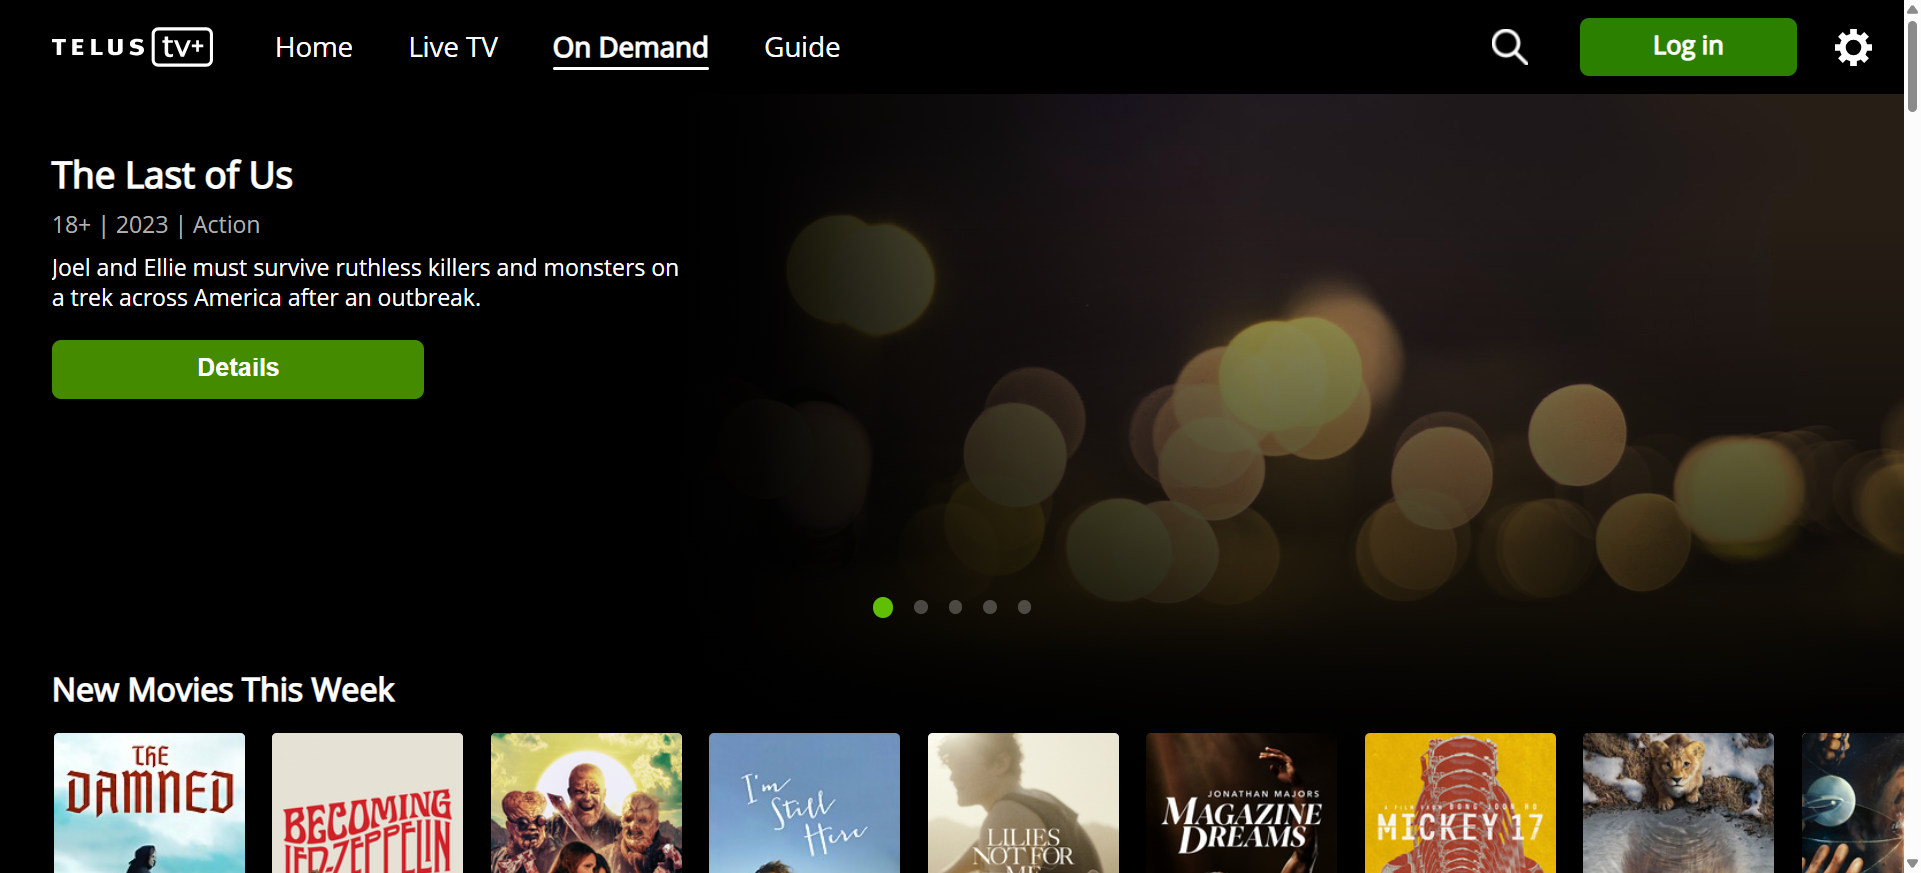 TELUS tv+
Home
Live TV
On Demand
Guide
Log in
The Last of Us
18+ | 2023 | Action
Joel and Ellie must survive ruthless killers and monsters on
a trek across America after an outbreak.
Details
New Movies This Week
THE
DAMNED
BECOMING
LED ZEPPELIN
I'm
Still
Here
LILIES
NOT FOR
ME
JONATHAN MAJORS
MAGAZINE
DREAMS
A FILM FROM BONG JOON HO
MICKEY 17